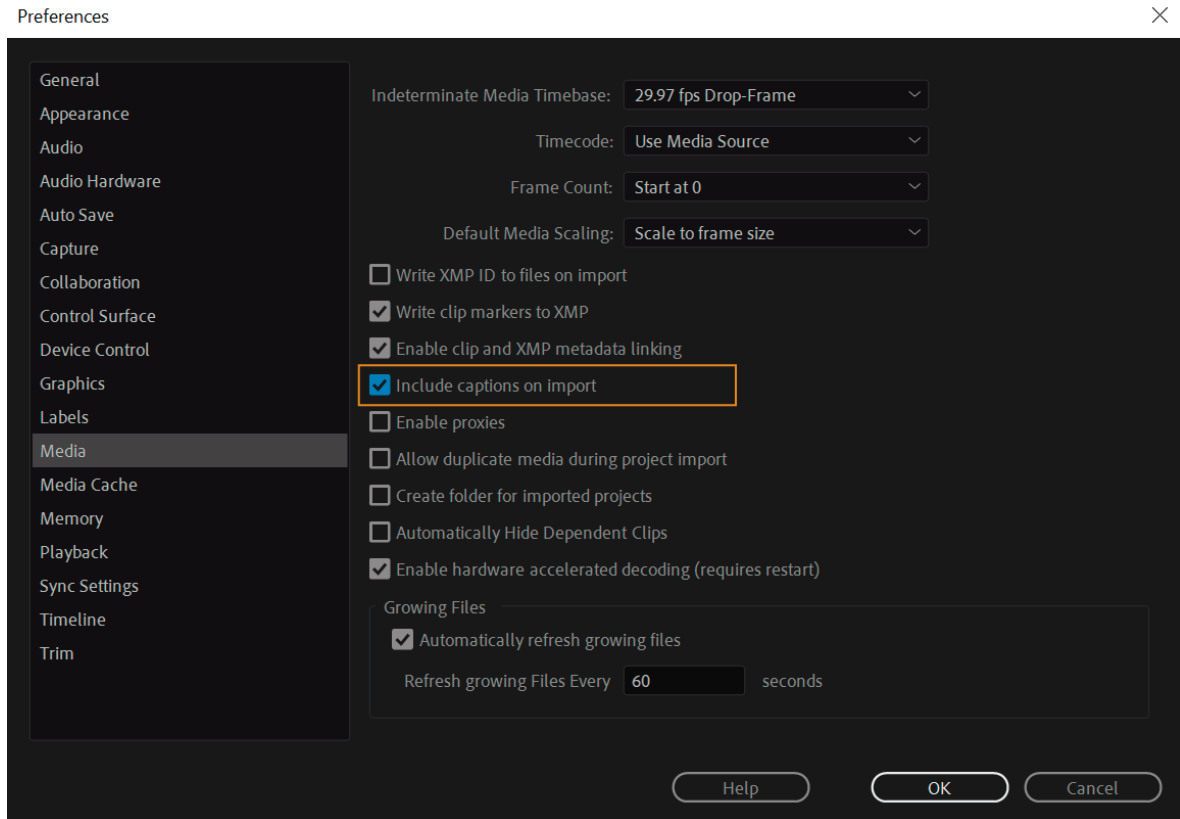 Preferences
General
Appearance
Audio
Audio Hardware
Auto Save
Capture
Collaboration
Control Surface
Device Control
Graphics
Labels
Media
Media Cache
Memory
Playback
Sync Settings
Timeline
Trim
Indeterminate Media Timebase: 29.97 fps Drop-Frame
Timecode: Use Media Source
Frame Count: Start at 0
Default Media Scaling: Scale to frame size
Write XMP ID to files on import
Write clip markers to XMP
Enable clip and XMP metadata linking
Include captions on import
Enable proxies
Allow duplicate media during project import
Create folder for imported projects
Automatically Hide Dependent Clips
Enable hardware accelerated decoding (requires restart)
Growing Files
Automatically refresh growing files
Refresh growing Files Every 60 seconds
Help OK Cancel